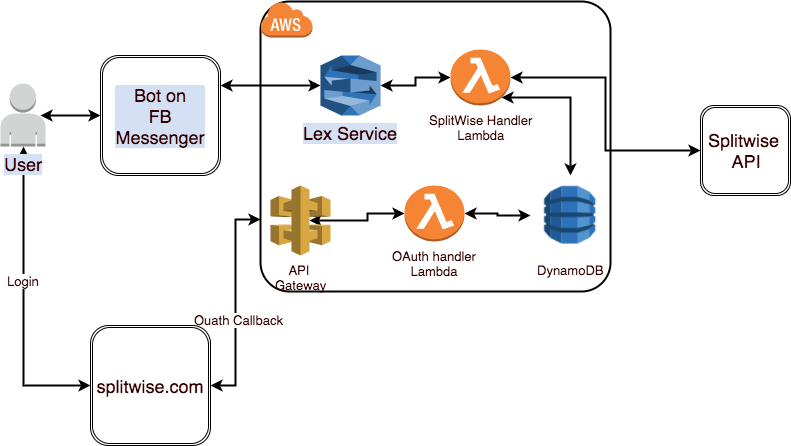 AWS
Bot on
FB
Messenger
Lex Service
SplitWise Handler
Lambda
Splitwise
API
User
API
Gateway
OAuth handler
Lambda
DynamoDB
Login
Ouath Callback
splitwise.com